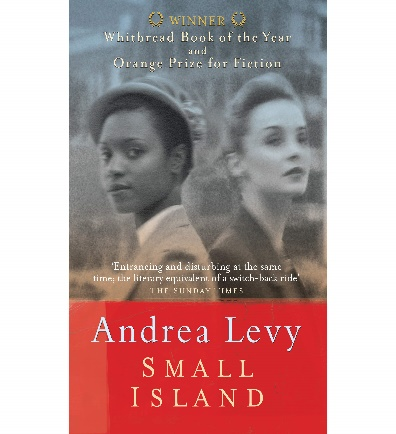 WINNER
Whitbread Book of the Year
and
Orange Prize for Fiction
'Entrancing and disturbing at the same
time; the literary equivalent of a switch-back ride'
THE SUNDAY TIMES
Andrea Levy
SMALL
ISLAND